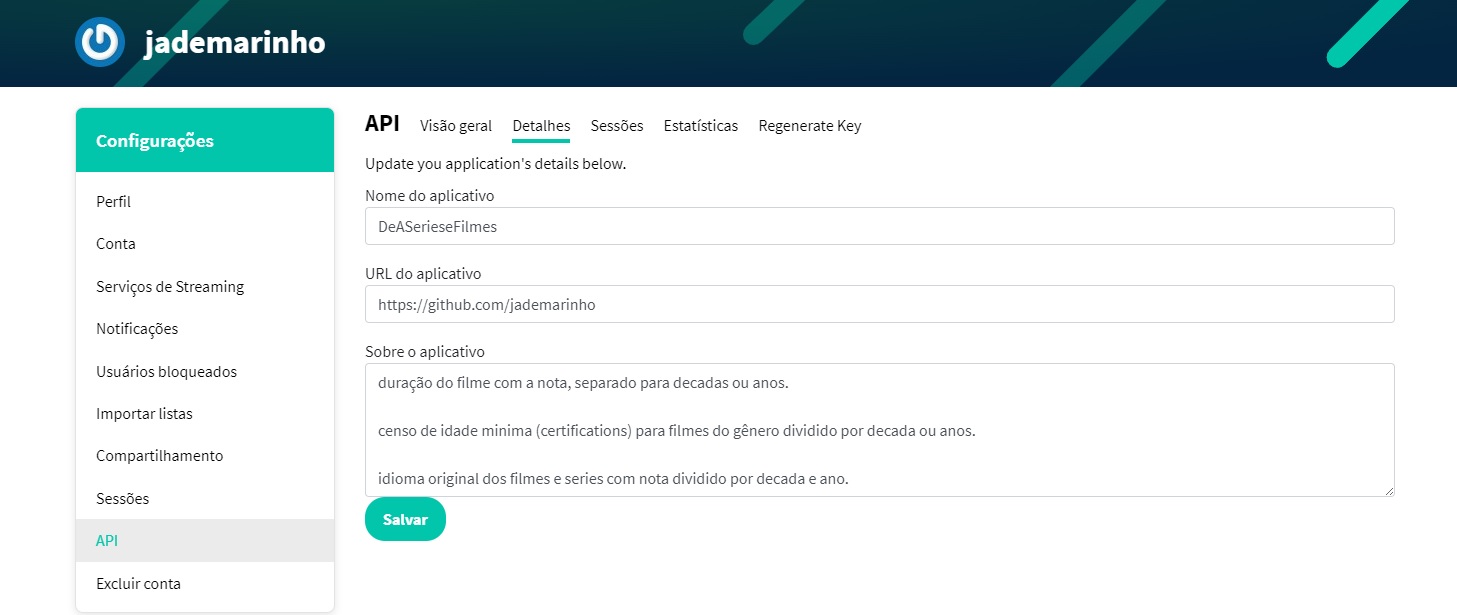 jademarinho
Configurações
Perfil
Conta
Serviços de Streaming
Notificações
Usuários bloqueados
Importar listas
Compartilhamento
Sessões
API
Excluir conta
API Visão geral Detalhes Sessões Estatísticas Regenerate Key
Update you application's details below.
Nome do aplicativo
DeASerieseFilmes
URL do aplicativo
https://github.com/jademarinho
Sobre o aplicativo
duração do filme com a nota, separado para decadas ou anos.
censo de idade minima (certifications) para filmes do gênero dividido por decada ou anos.
idioma original dos filmes e series com nota dividido por decada e ano.
Salvar